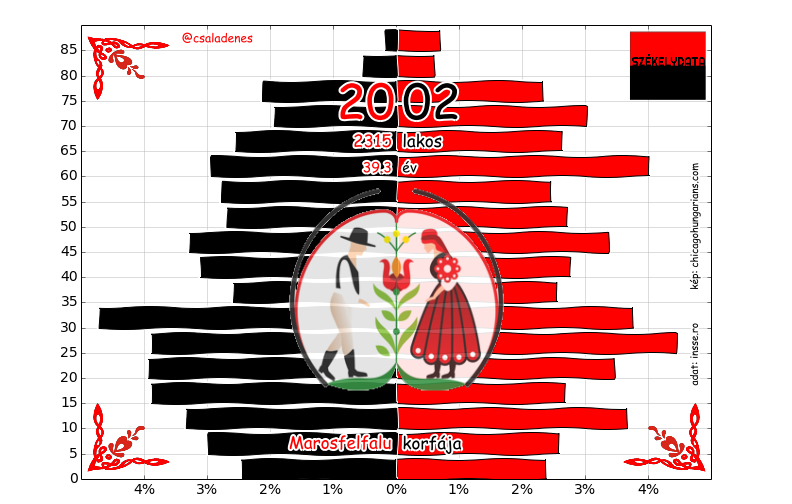 @csaladenes
SZÉKELYDATA
2002
2315 lakos
39.3 év
kép: chicagohungarians.com
adat: insse.ro
Marosfelfalu korfája
85
80
75
70
65
60
55
50
45
40
35
30
25
20
15
10
5
0
4% 3% 2% 1% 0% 1% 2% 3% 4%